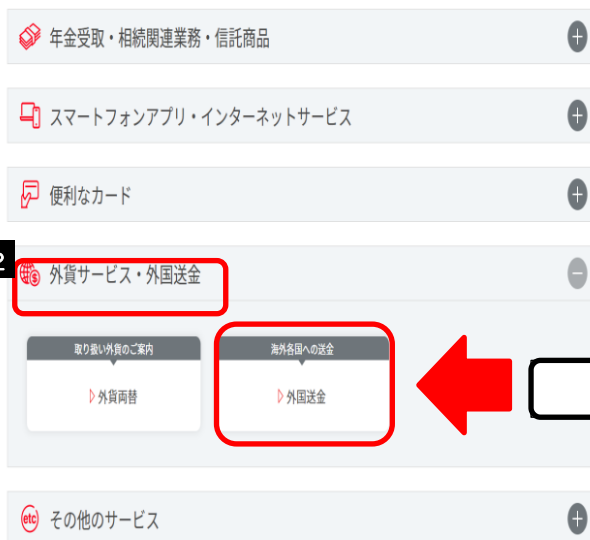 年金受取・相続関連業務・信託商品
スマートフォンアプリ・インターネットサービス
便利なカード
2
外貨サービス・外国送金
取り扱い外貨のご案内
海外各国への送金
外貨両替
外国送金
etc その他のサービス